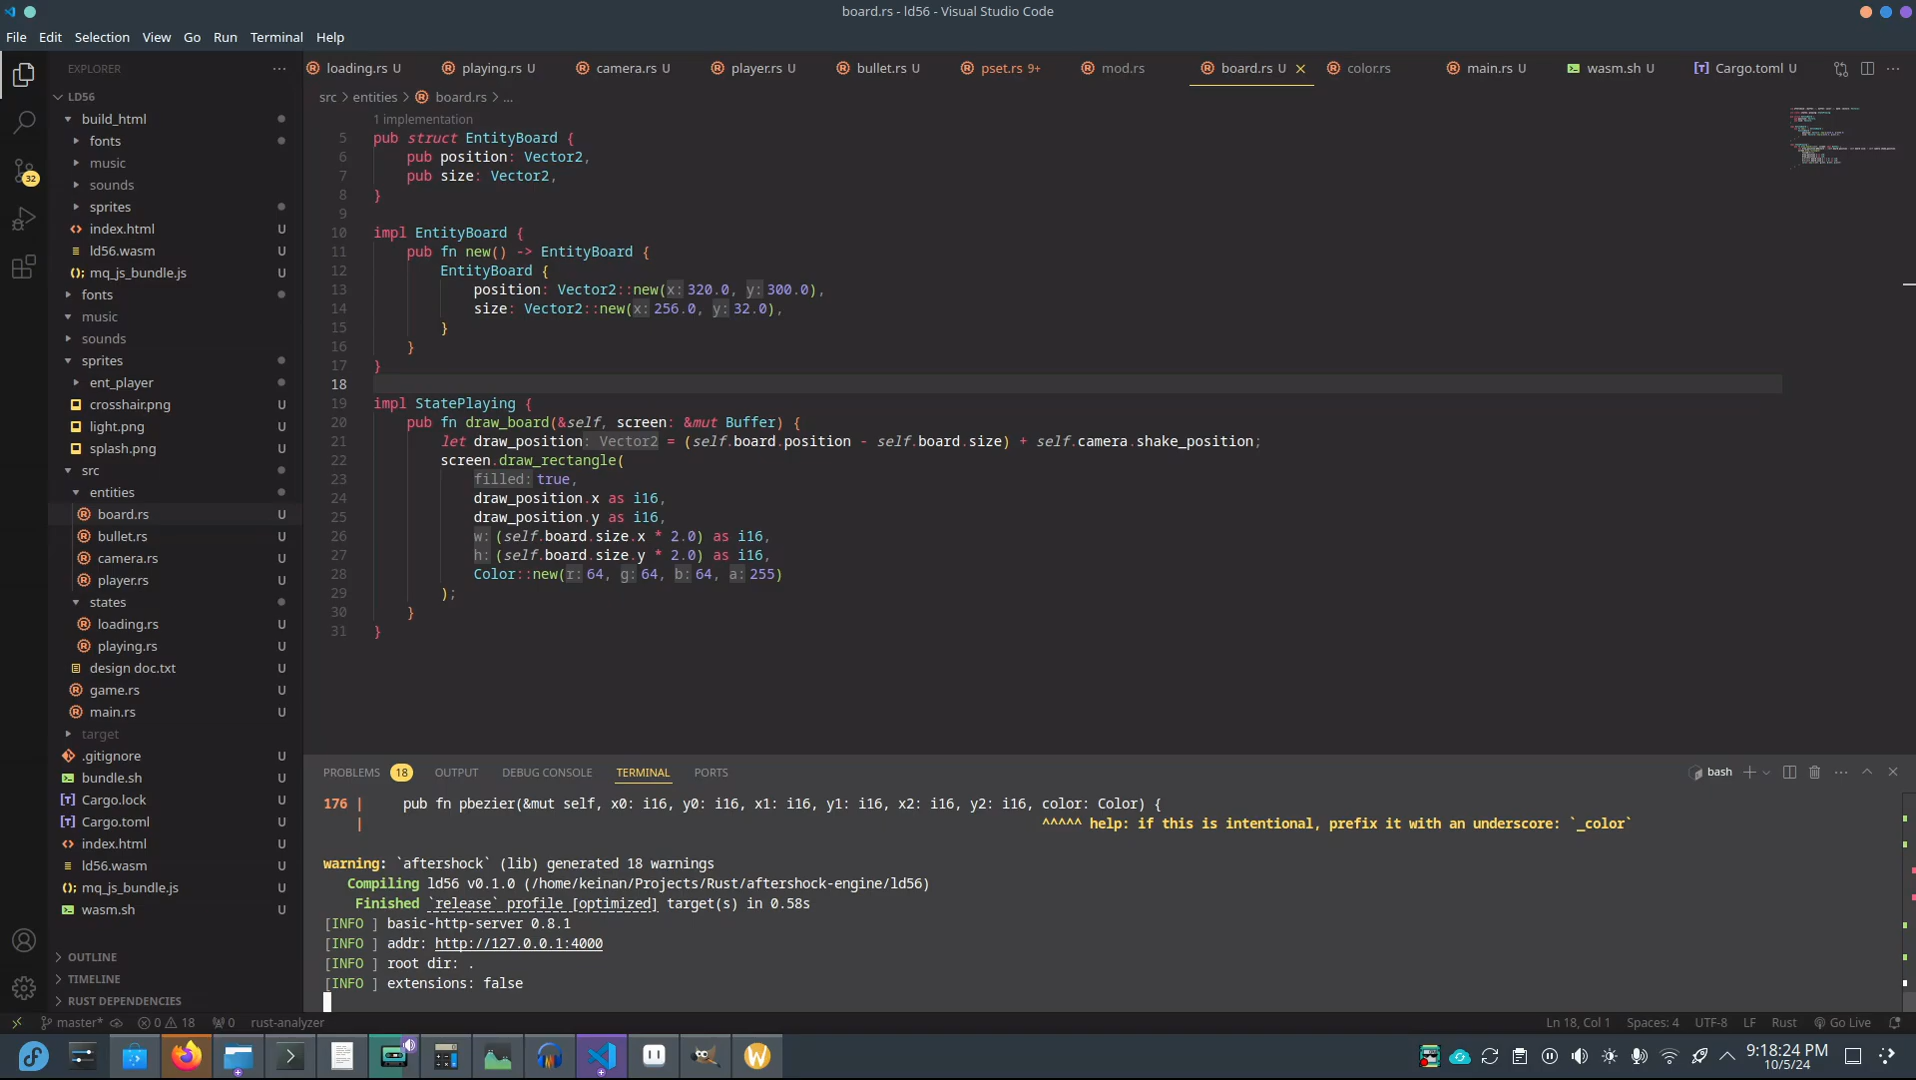 board.rs - ld56 - Visual Studio Code
File Edit Selection View Go Run Terminal Help
EXPLORER
loading.rs U playing.rs U camera.rs U player.rs U bullet.rs U pset.rs 9+ mod.rs board.rs U color.rs main.rs U wasm.sh U Cargo.toml U
src > entities > board.rs > ...
LD56
build_html
fonts
music
sounds
sprites
index.html U
ld56.wasm U
mq_js_bundle.js U
fonts
music
sounds
sprites
ent_player
crosshair.png U
light.png U
splash.png U
src
entities
board.rs U
bullet.rs U
camera.rs U
player.rs U
states
loading.rs U
playing.rs U
design doc.txt U
game.rs U
main.rs U
target
.gitignore U
bundle.sh U
Cargo.lock U
Cargo.toml U
index.html U
ld56.wasm U
mq_js_bundle.js U
wasm.sh U
OUTLINE
TIMELINE
RUST DEPENDENCIES
32
1 implementation
5 pub struct EntityBoard {
6 pub position: Vector2,
7 pub size: Vector2,
8 }
9
10 impl EntityBoard {
11 pub fn new() -> EntityBoard {
12 EntityBoard {
13 position: Vector2::new(x: 320.0, y: 300.0),
14 size: Vector2::new(x: 256.0, y: 32.0),
15 }
16 }
17 }
18
19 impl StatePlaying {
20 pub fn draw_board(&self, screen: &mut Buffer) {
21 let draw_position: Vector2 = (self.board.position - self.board.size) + self.camera.shake_position;
22 screen.draw_rectangle(
23 filled: true,
24 draw_position.x as i16,
25 draw_position.y as i16,
26 w: (self.board.size.x * 2.0) as i16,
27 h: (self.board.size.y * 2.0) as i16,
28 Color::new(r: 64, g: 64, b: 64, a: 255)
29 );
30 }
31 }
PROBLEMS 18 OUTPUT DEBUG CONSOLE TERMINAL PORTS bash
176 | pub fn pbezier(&mut self, x0: i16, y0: i16, x1: i16, y1: i16, x2: i16, y2: i16, color: Color) {
| ^^^^^ help: if this is intentional, prefix it with an underscore: `_color`
warning: `aftershock` (lib) generated 18 warnings
Compiling ld56 v0.1.0 (/home/keinan/Projects/Rust/aftershock-engine/ld56)
Finished `release` profile [optimized] target(s) in 0.58s
[INFO ] basic-http-server 0.8.1
[INFO ] addr: http://127.0.0.1:4000
[INFO ] root dir: .
[INFO ] extensions: false
master* 0 18 0 rust-analyzer Ln 18, Col 1 Spaces: 4 UTF-8 LF Rust Go Live
9:18:24 PM
10/5/24